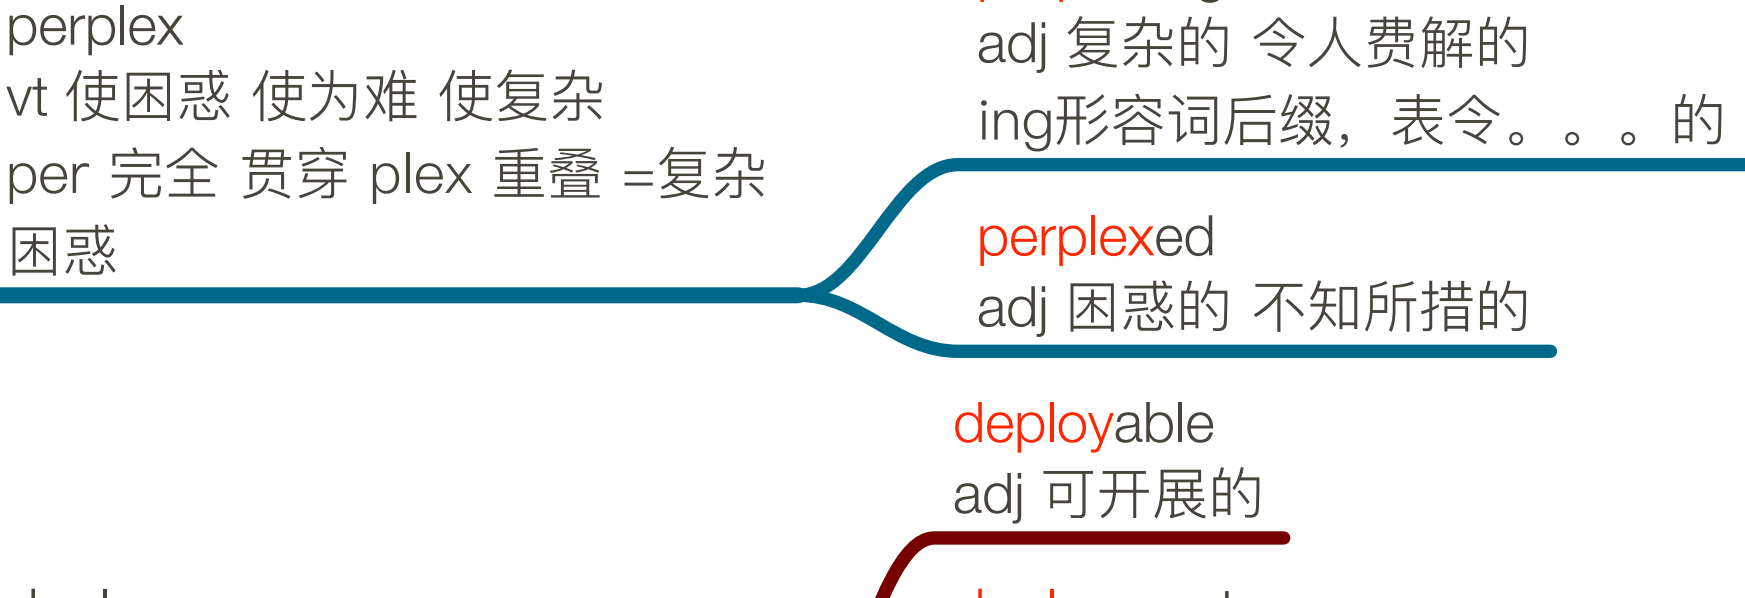 perplex
vt 使困惑 使为难 使复杂
per 完全 贯穿 plex 重叠 =复杂
困惑
adj 复杂的 令人费解的
ing形容词后缀，表令。。。的
perplexed
adj 困惑的 不知所措的
deployable
adj 可开展的